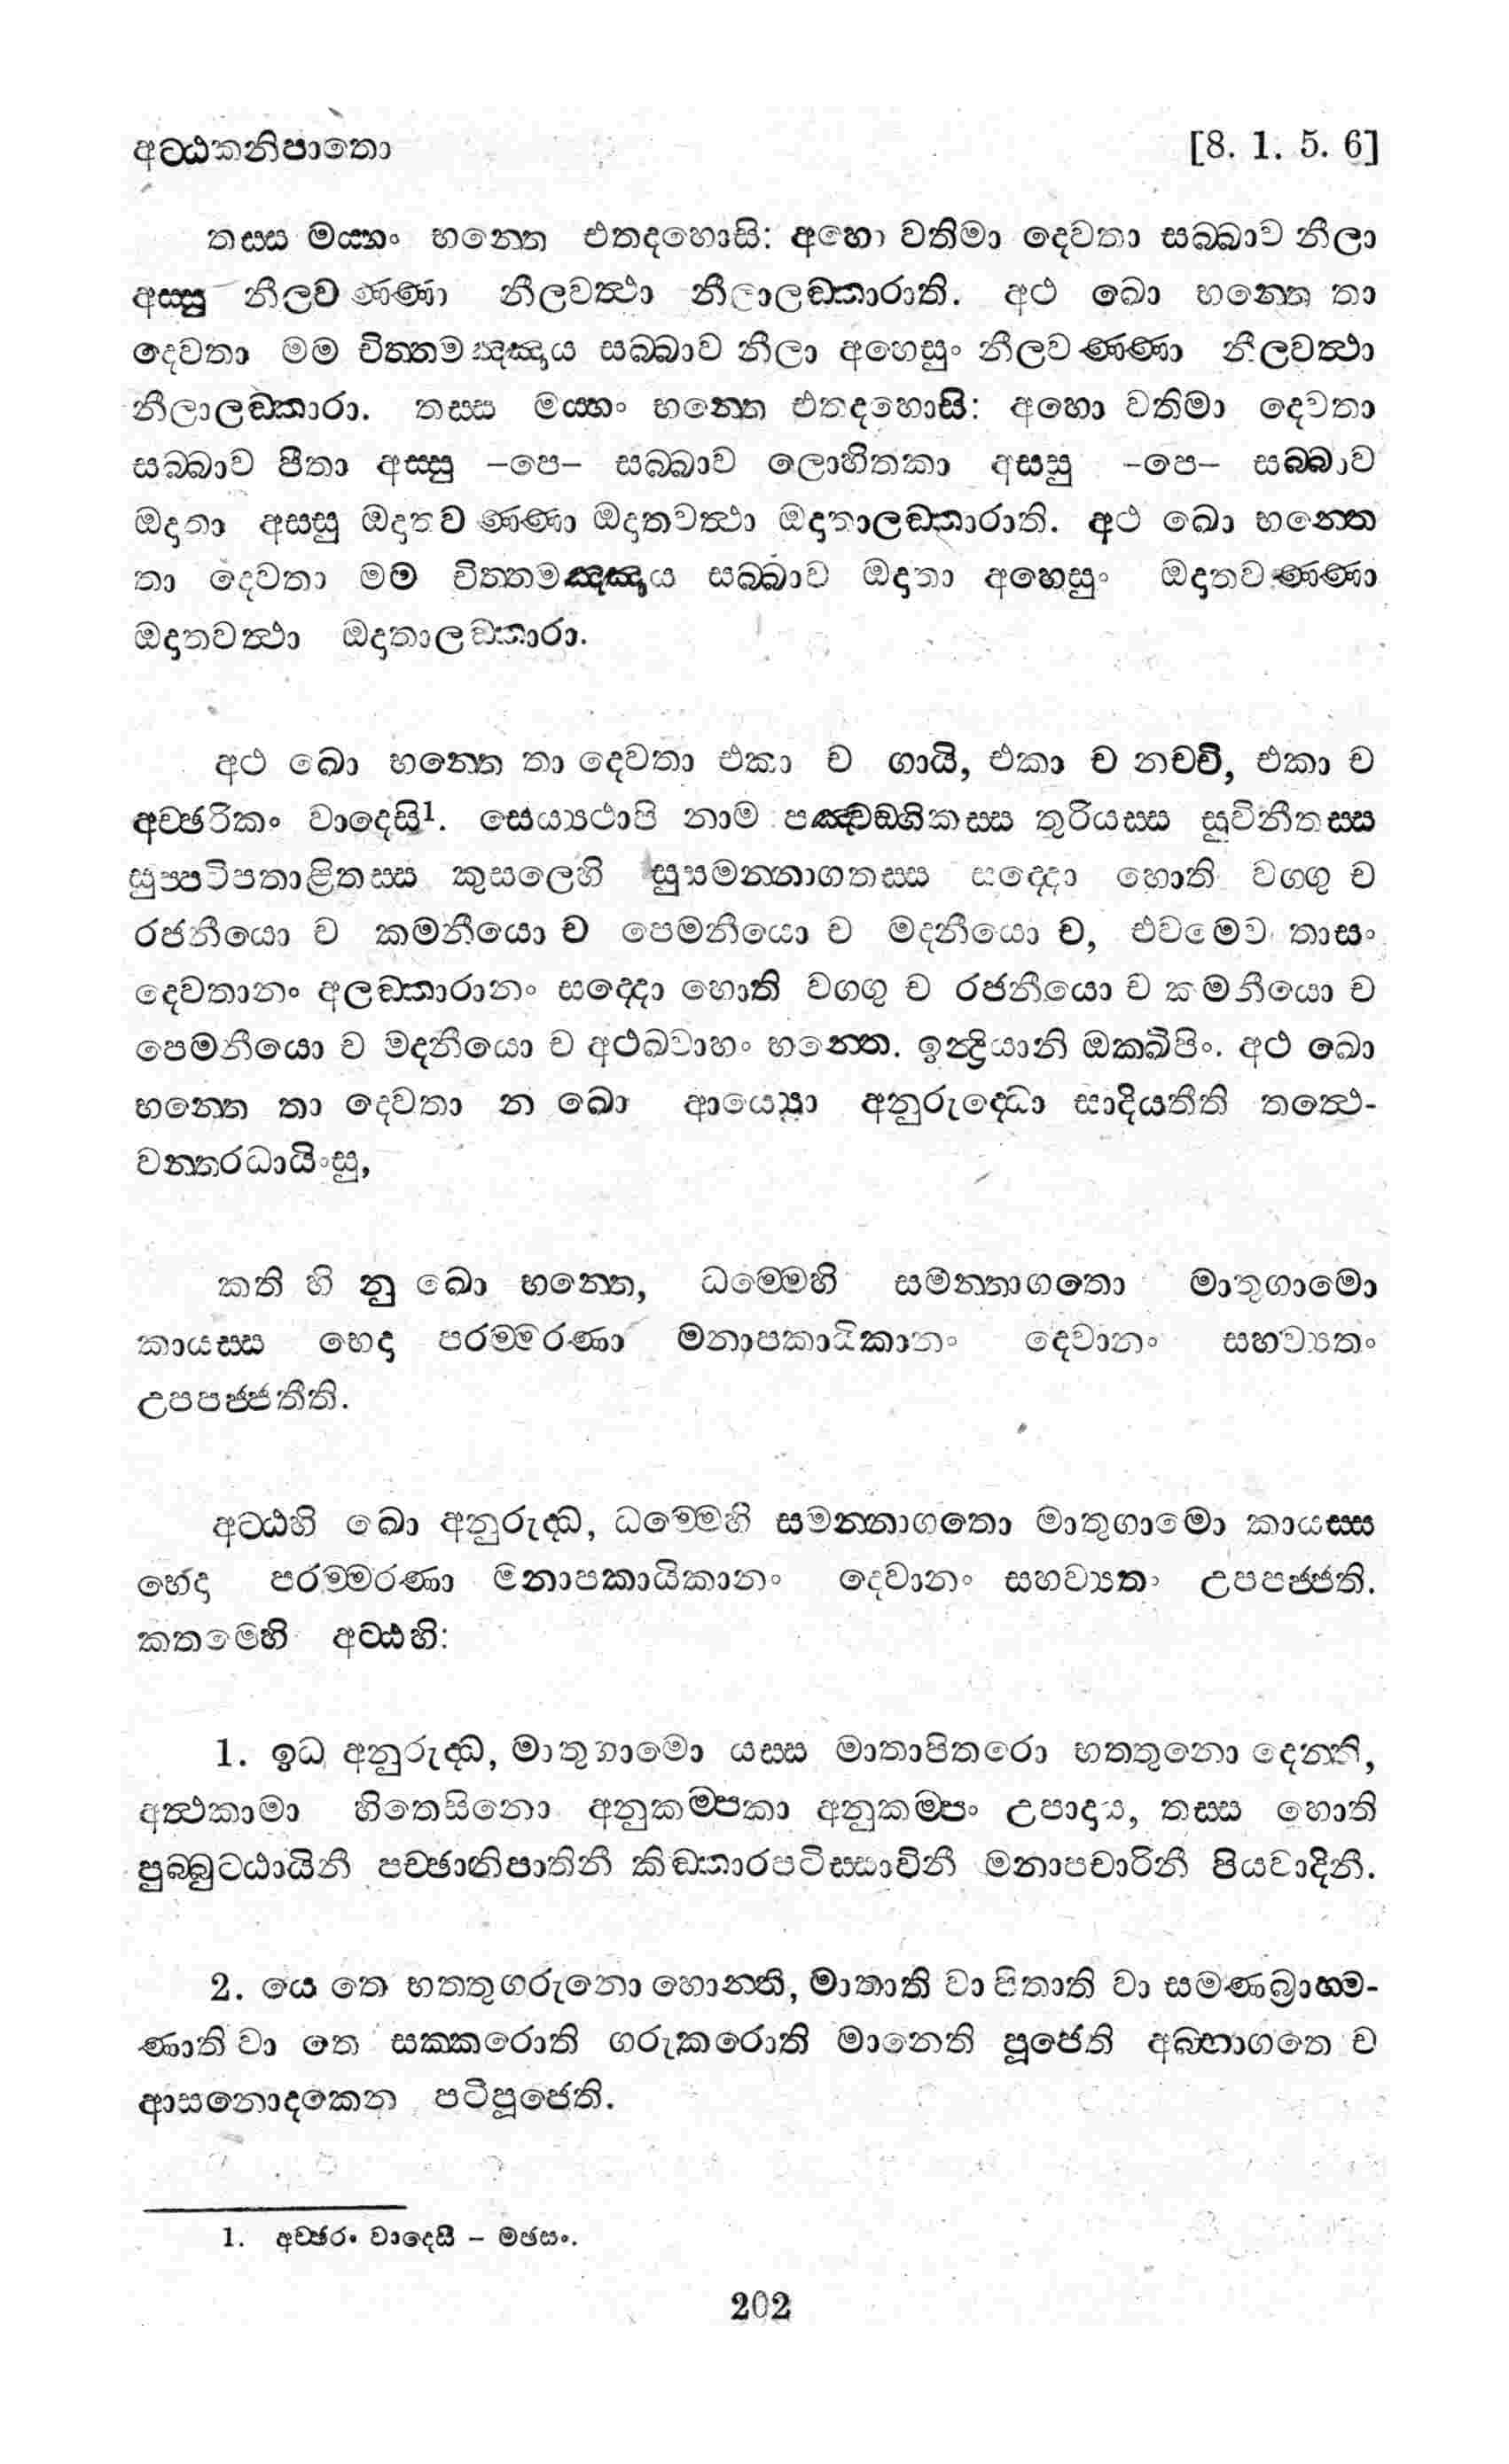 අට්ඨකනිපාතො [8. 1. 5. 6]
තස්ස මය්හං භන්තෙ එතදහොසි: අහො වතිමා දෙවතා සබ්බාව නීලා
අස්සු නීලවණ්ණා නීලවත්ථා නීලාලඞ්කාරාති. අථ ඛො භන්තෙ තා
දෙවතා මම චිත්තමඤ්ඤාය සබ්බාව නීලා අහෙසුං නීලවණ්ණා නීලවත්ථා
නීලාලඞ්කාරා. තස්ස මය්හං භන්තෙ එතදහොසි: අහො වතිමා දෙවතා
සබ්බාව පීතා අස්සු –පෙ– සබ්බාව ලොහිතකා අස්සු –පෙ– සබ්බාව
ඔදාතා අස්සු ඔදාතවණ්ණා ඔදාතවත්ථා ඔදාතාලඞ්කාරාති. අථ ඛො භන්තෙ
තා දෙවතා මම චිත්තමඤ්ඤාය සබ්බාව ඔදාතා අහෙසුං ඔදාතවණ්ණා
ඔදාතවත්ථා ඔදාතාලඞ්කාරා.
අථ ඛො භන්තෙ තා දෙවතා එකා ච ගායි, එකා ච නච්චි, එකා ච
අච්ඡරිකං වාදෙසි1. සෙය්‍යථාපි නාම පඤ්චඞ්ගිකස්ස තුරියස්ස සුවිනීතස්ස
සුප්පටිපතාළිතස්ස කුසලෙහි සුසමන්නාගතස්ස සද්දො හොති වග්ගු ච
රජනීයො ච කමනීයො ච පෙමනීයො ච මදනීයො ච, එවමෙව තාසං
දෙවතානං අලඞ්කාරානං සද්දො හොති වග්ගු ච රජනීයො ච කමනීයො ච
පෙමනීයො ච මදනීයො ච අථඛ්වාහං භන්තෙ. ඉන්ද්‍රියානි ඔක්ඛිපිං. අථ ඛො
භන්තෙ තා දෙවතා න ඛො ආය්‍යො අනුරුද්ධො සාදියතීති තත්ථෙ-
වන්තරධායිංසු,
කති හි නු ඛො භන්තෙ, ධම්මෙහි සමන්නාගතො මාතුගාමො
කායස්ස භෙදා පරම්මරණා මනාපකායිකානං දෙවානං සහව්‍යතං
උපපජ්ජතීති.
අට්ඨහි ඛො අනුරුද්ධ, ධම්මෙහි සමන්නාගතො මාතුගාමො කායස්ස
භෙදා පරම්මරණා මනාපකායිකානං දෙවානං සහව්‍යතං උපපජ්ජති.
කතමෙහි අට්ඨහි:
1. ඉධ අනුරුද්ධ, මාතුගාමො යස්ස මාතාපිතරො භත්තුනො දෙන්ති,
අත්ථකාමා හිතෙසිනො අනුකම්පකා අනුකම්පං උපාදාය, තස්ස හොති
පුබ්බුට්ඨායිනී පච්ඡානිපාතිනී කිඞ්කාරපටිස්සාවිනී මනාපචාරිනී පියවාදිනී.
2. යෙ තෙ භත්තුගරුනො හොන්ති, මාතාති වා පිතාති වා සමණබ්‍රාහ්ම-
ණාති වා තෙ සක්කරොති ගරුකරොති මානෙති පූජෙති අබ්භාගතෙ ච
ආසනොදකෙන පටිපූජෙති.
1. අච්ඡරං වාදෙසි – මඡසං.
202